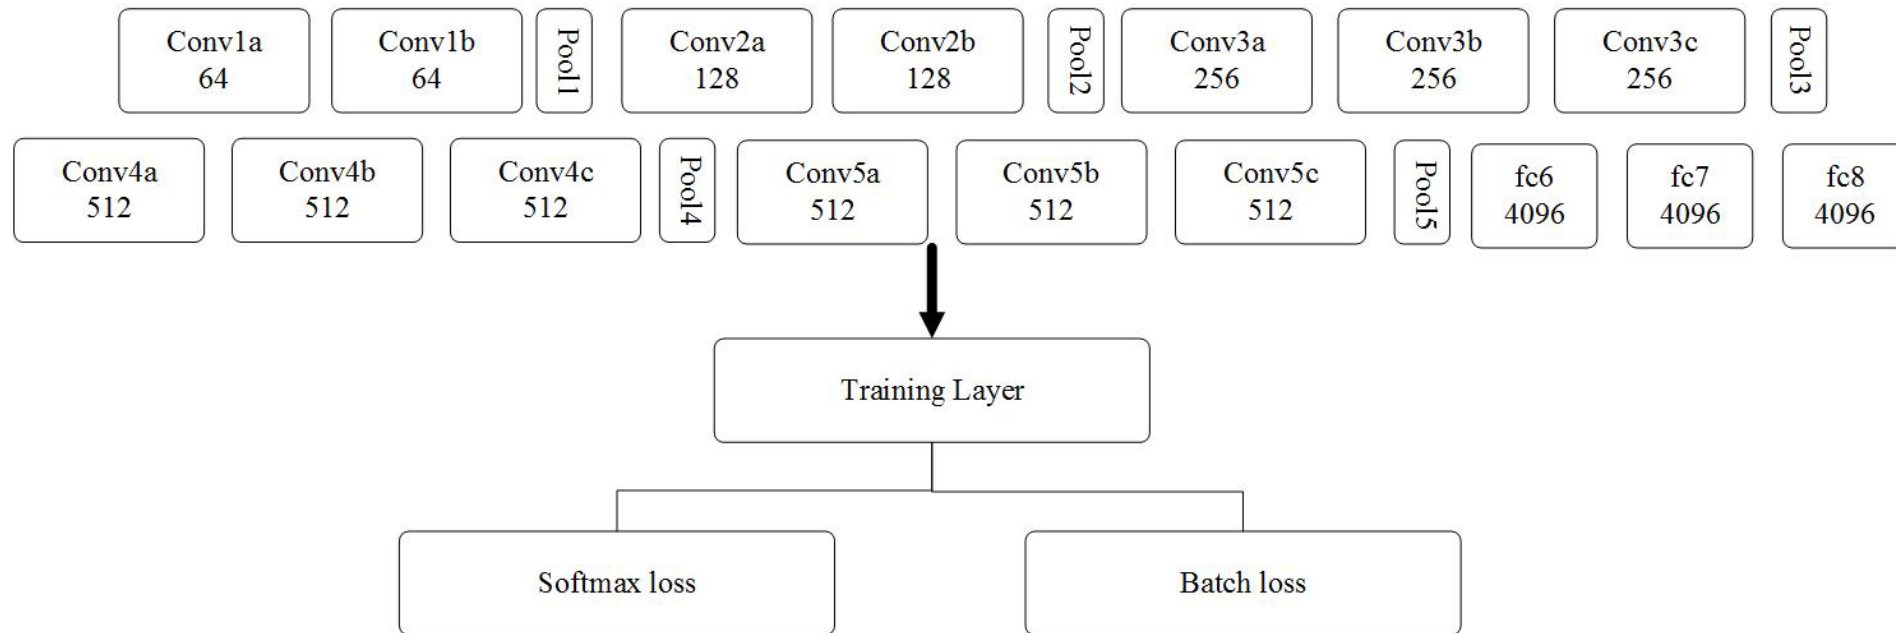 Conv1a
64
Conv1b
64
Pool1
Conv2a
128
Conv2b
128
Pool2
Conv3a
256
Conv3b
256
Conv3c
256
Pool3
Conv4a
512
Conv4b
512
Conv4c
512
Pool4
Conv5a
512
Conv5b
512
Conv5c
512
Pool5
fc6
4096
fc7
4096
fc8
4096
Training Layer
Softmax loss
Batch loss